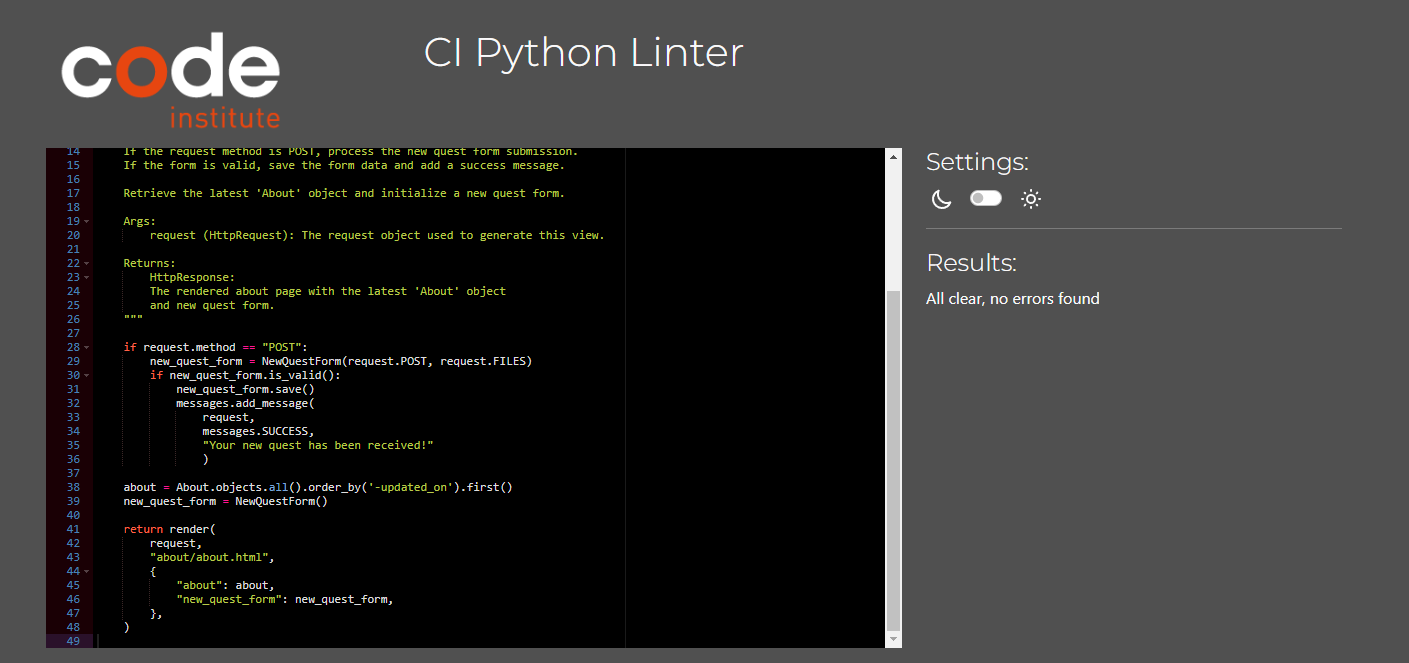 code
institute
CI Python Linter
14 If the request method is POST, process the new quest form submission.
15 If the form is valid, save the form data and add a success message.
16
17 Retrieve the latest 'About' object and initialize a new quest form.
18
19 Args:
20 request (HttpRequest): The request object used to generate this view.
21
22 Returns:
23 HttpResponse:
24 The rendered about page with the latest 'About' object
25 and new quest form.
26 """
27
28 if request.method == "POST":
29 new_quest_form = NewQuestForm(request.POST, request.FILES)
30 if new_quest_form.is_valid():
31 new_quest_form.save()
32 messages.add_message(
33 request,
34 messages.SUCCESS,
35 "Your new quest has been received!"
36 )
37
38 about = About.objects.all().order_by('-updated_on').first()
39 new_quest_form = NewQuestForm()
40
41 return render(
42 request,
43 "about/about.html",
44 {
45 "about": about,
46 "new_quest_form": new_quest_form,
47 },
48 )
49
Settings:
Results:
All clear, no errors found